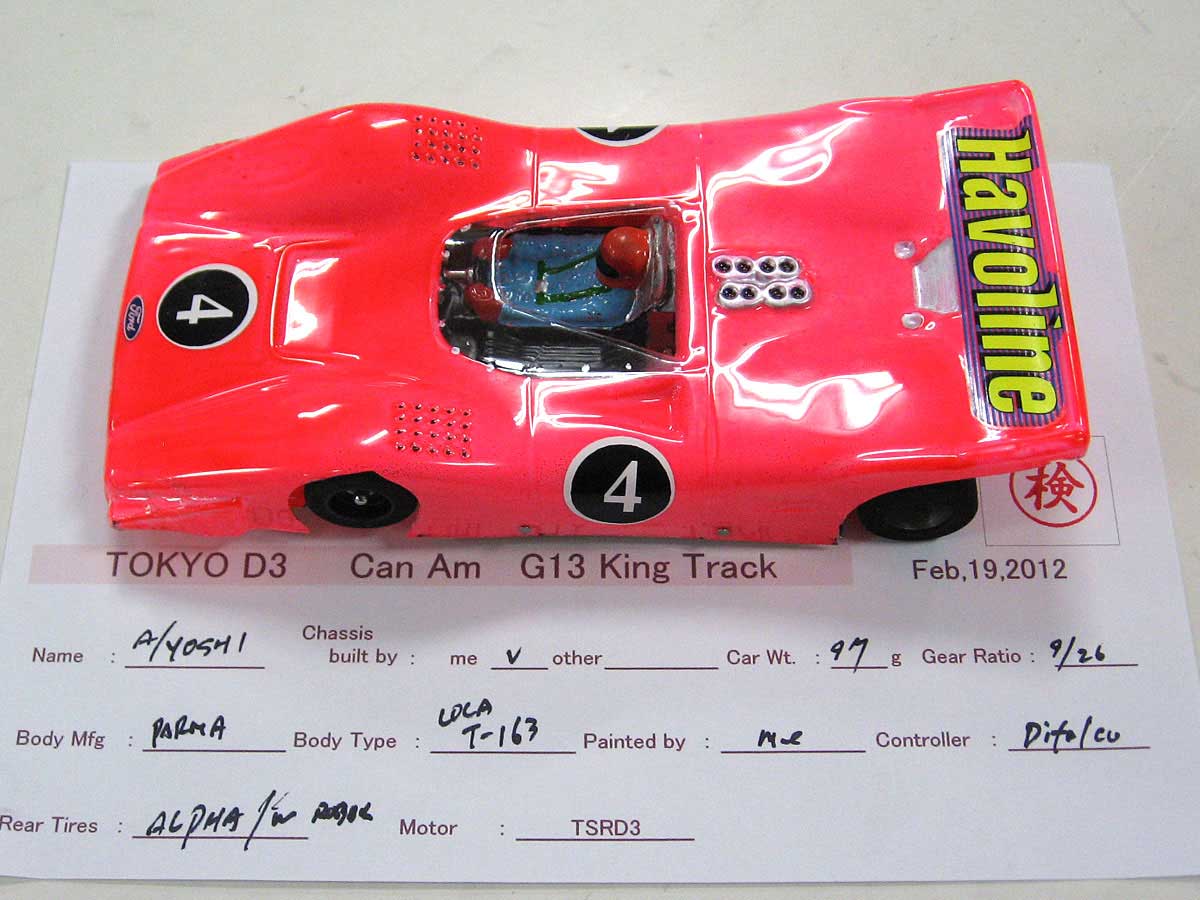 Havoline
Ford
4
4
検
TOKYO D3 Can Am G13 King Track Feb,19,2012
Name : A/YOSHI Chassis built by : me v other Car Wt. : 97 g Gear Ratio : 9/26
Body Mfg : PARMA Body Type : LOLA T-163 Painted by : me Controller : Difalco
Rear Tires : ALPHA Motor : TSRD3